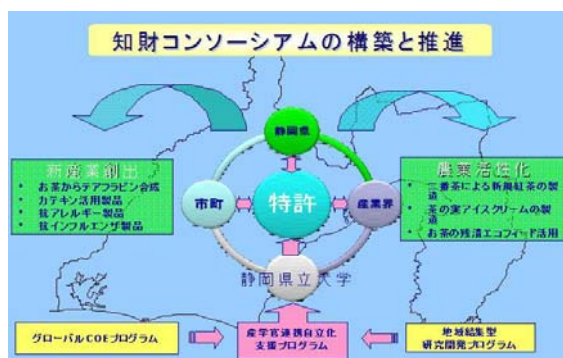 知財コンソーシアムの構築と推進
静岡県
新産業創出
• お茶からテアフラビン合成
• カテキン活用製品
• 抗アレルギー製品
• 抗インフルエンザ製品
市町
特許
産業界
農業活性化
• 二番茶による新規紅茶の製
造
• 茶の実アイスクリームの製
造
• お茶の残渣エコフィード活用
静岡県立大学
グローバルCOEプログラム
産学官連携自立化
支援プログラム
地域結集型
研究開発プログラム